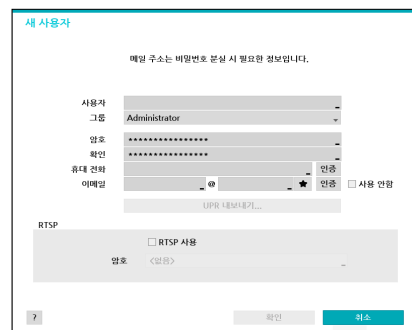 새 사용자
메일 주소는 비밀번호 분실 시 필요한 정보입니다.
사용자
그룹 Administrator
암호 ****************
확인 ****************
휴대 전화 인증
이메일 @ ★ 인증 사용 안함
UPR 내보내기...
RTSP
RTSP 사용
암호 <없음>
? 확인 취소